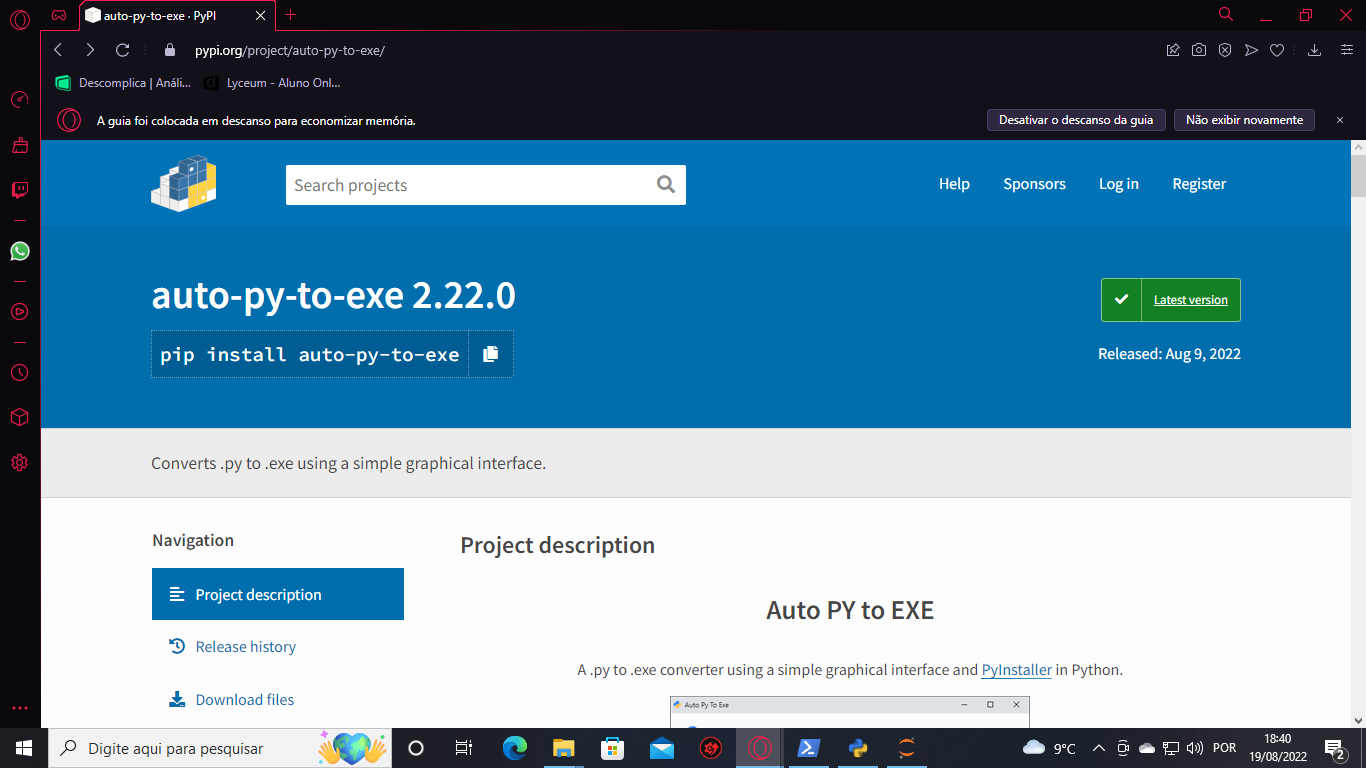 auto-py-to-exe · PyPI
pypi.org/project/auto-py-to-exe/
Descomplica | Análi...
Lyceum - Aluno Onl...
A guia foi colocada em descanso para economizar memória.
Desativar o descanso da guia
Não exibir novamente
Search projects
Help
Sponsors
Log in
Register
auto-py-to-exe 2.22.0
pip install auto-py-to-exe
Latest version
Released: Aug 9, 2022
Converts .py to .exe using a simple graphical interface.
Navigation
Project description
Release history
Download files
Project description
Auto PY to EXE
A .py to .exe converter using a simple graphical interface and PyInstaller in Python.
Auto Py To Exe
Digite aqui para pesquisar
9°C
POR
18:40
19/08/2022
2